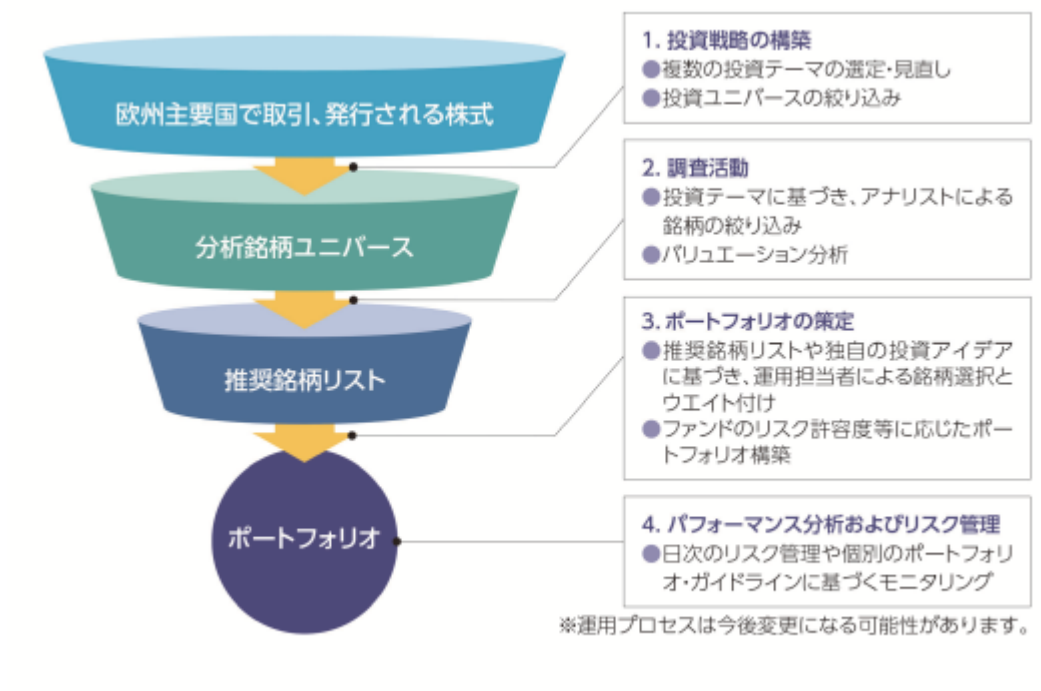 欧州主要国で取引、発行される株式
分析銘柄ユニバース
推奨銘柄リスト
ポートフォリオ
1. 投資戦略の構築
●複数の投資テーマの選定・見直し
●投資ユニバースの絞り込み
2. 調査活動
●投資テーマに基づき、アナリストによる
銘柄の絞り込み
●バリュエーション分析
3. ポートフォリオの策定
●推奨銘柄リストや独自の投資アイデア
に基づき、運用担当者による銘柄選択と
ウエイト付け
●ファンドのリスク許容度等に応じたポー
トフォリオ構築
4. パフォーマンス分析およびリスク管理
●日次のリスク管理や個別のポートフォリ
オ・ガイドラインに基づくモニタリング
※運用プロセスは今後変更になる可能性があります。